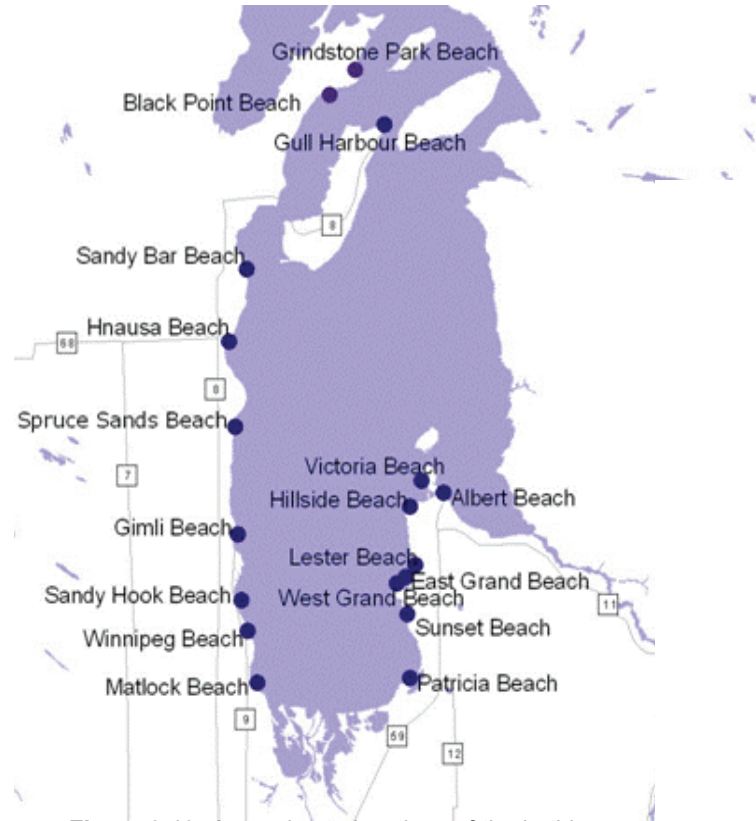 Grindstone Park Beach
Black Point Beach
Gull Harbour Beach
8
Sandy Bar Beach
Hnausa Beach
68
8
Spruce Sands Beach
Victoria Beach
7
Hillside Beach
Albert Beach
Gimli Beach
Lester Beach
East Grand Beach
Sandy Hook Beach
West Grand Beach
11
Winnipeg Beach
Sunset Beach
Matlock Beach
Patricia Beach
9
59
12